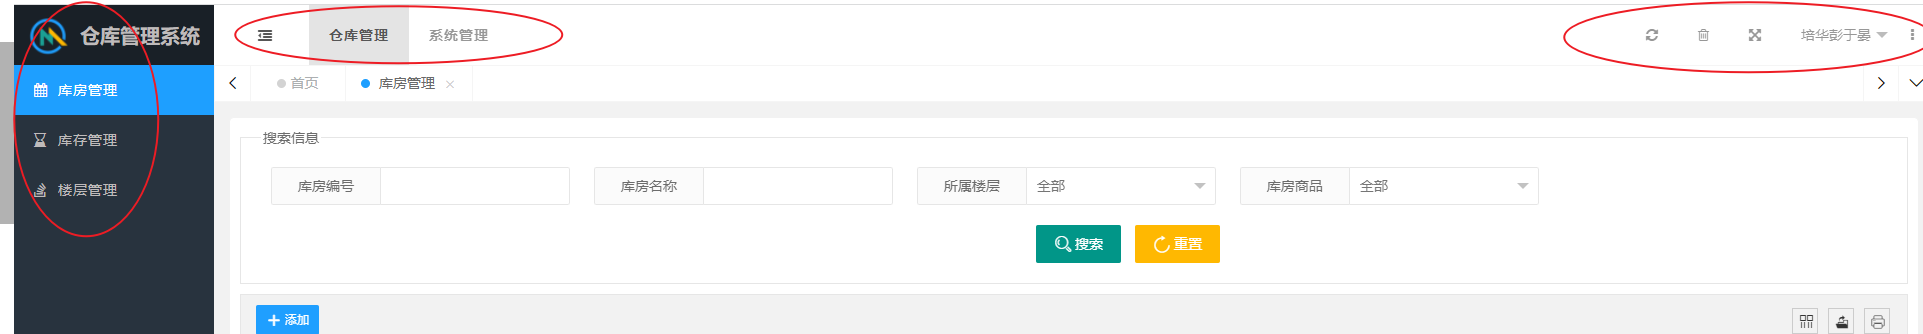 仓库管理系统
仓库管理 系统管理
培华彭于晏
库房管理
库存管理
楼层管理
首页 库房管理
搜索信息
库房编号 库房名称 所属楼层 全部 库房商品 全部
搜索 重置
添加